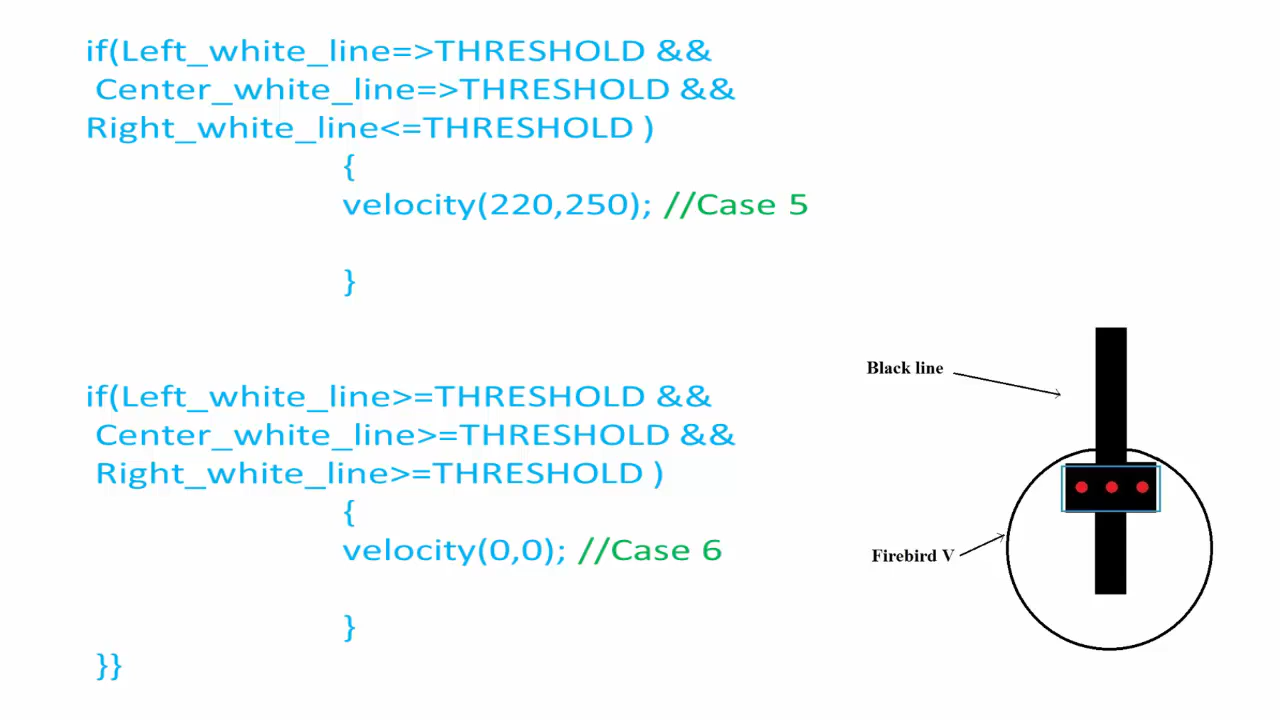 if(Left_white_line=>THRESHOLD &&
Center_white_line=>THRESHOLD &&
Right_white_line<=THRESHOLD )
{
velocity(220,250); //Case 5
}
if(Left_white_line>=THRESHOLD &&
Center_white_line>=THRESHOLD &&
Right_white_line>=THRESHOLD )
{
velocity(0,0); //Case 6
}
}}
Black line
Firebird V